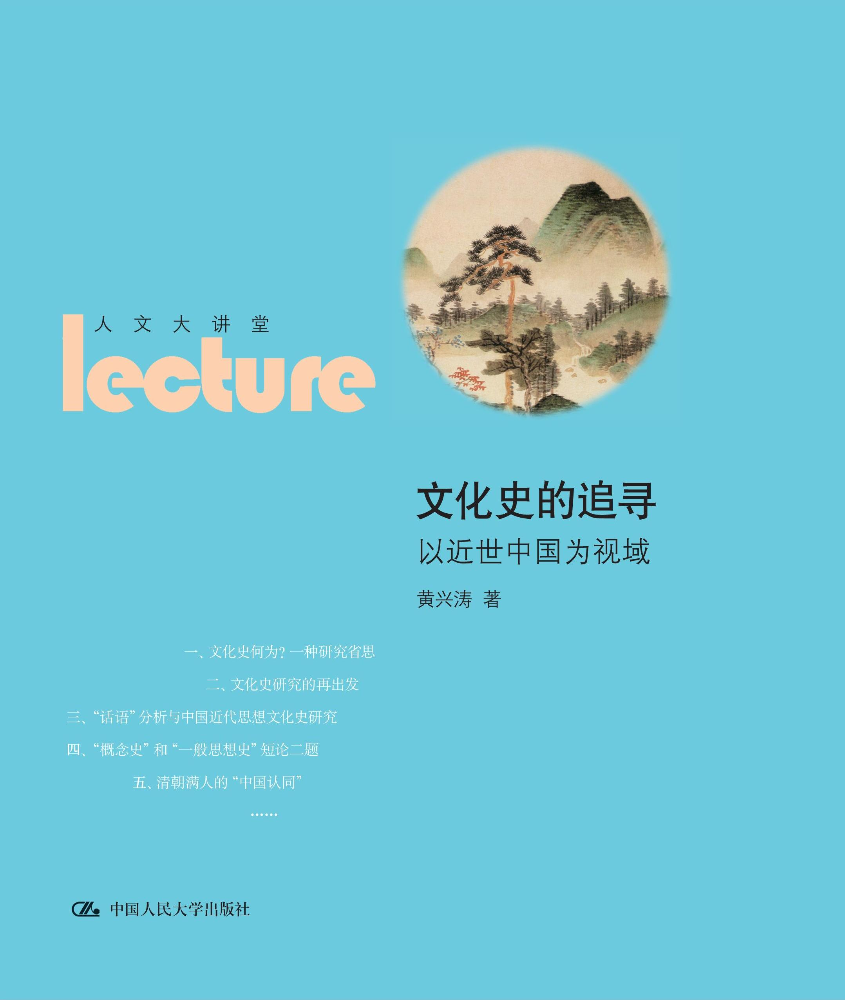 人文大讲堂
lecture
文化史的追寻
以近世中国为视域
黄兴涛 著
一、文化史何为?一种研究省思
二、文化史研究的再出发
三、“话语”分析与中国近代思想文化史研究
四、“概念史”和“一般思想史”短论二题
五、清朝满人的“中国认同”
……
中国人民大学出版社